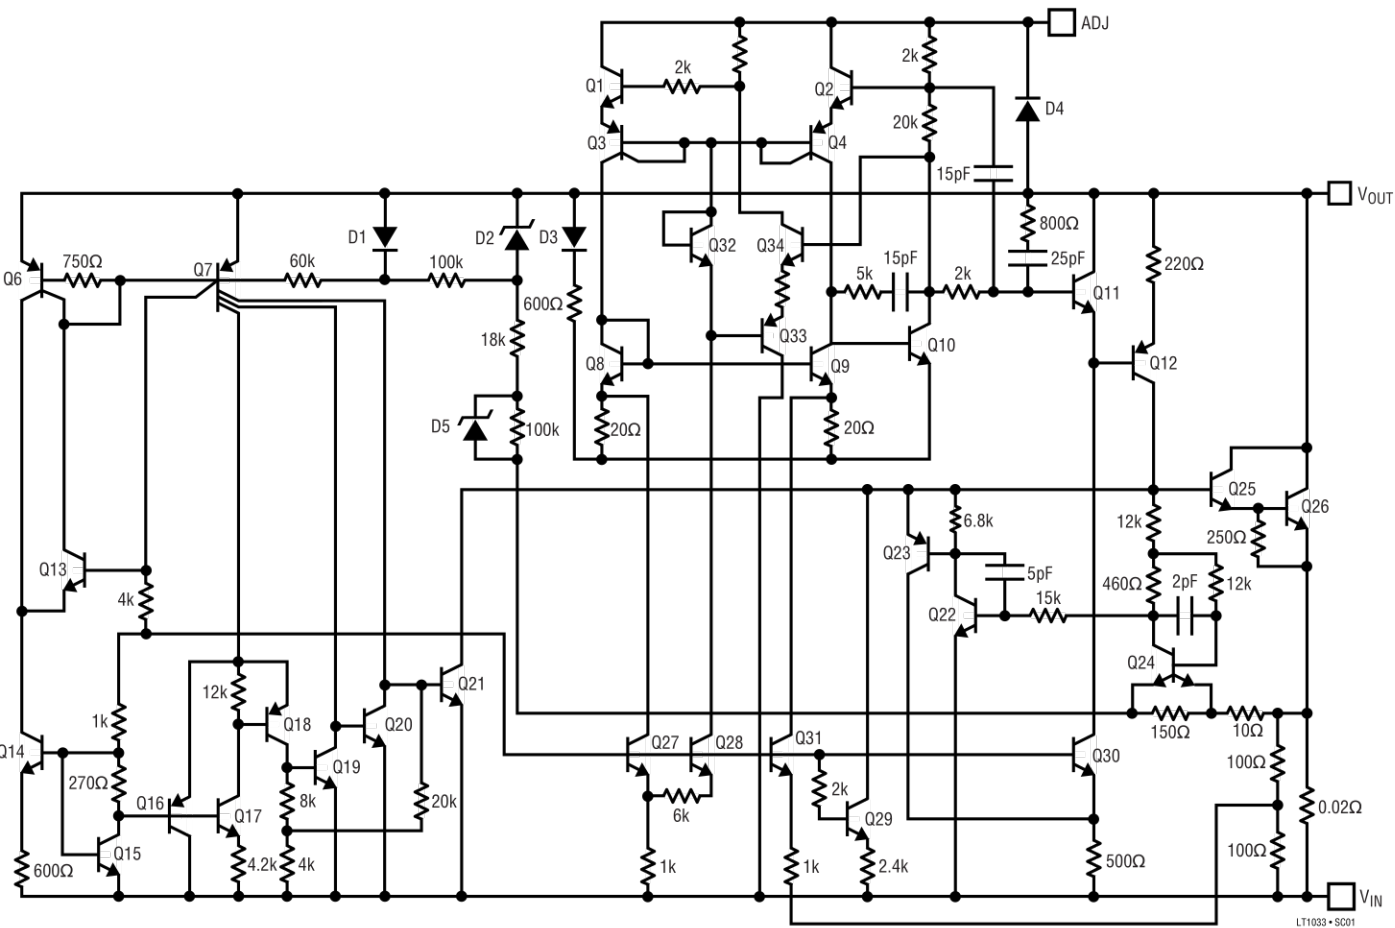 ADJ
2k
Q1
2k
Q2
D4
20k
Q3
Q4
15pF
VOUT
D1
D2
D3
Q32
Q34
800Ω
750Ω
Q7
60k
100k
5k
15pF
2k
25pF
220Ω
Q6
600Ω
Q11
18k
Q33
Q10
Q8
Q9
Q12
D5
100k
20Ω
20Ω
Q25
Q26
6.8k
12k
250Ω
Q23
Q13
4k
5pF
460Ω
2pF
12k
15k
Q22
Q24
12k
Q21
Q18
Q20
1k
150Ω
10Ω
Q14
Q27
Q28
Q31
Q30
100Ω
270Ω
Q19
2k
Q16
Q17
8k
20k
6k
Q29
0.02Ω
Q15
600Ω
4.2k
4k
1k
1k
2.4k
500Ω
100Ω
VIN
LT1033 • SC01